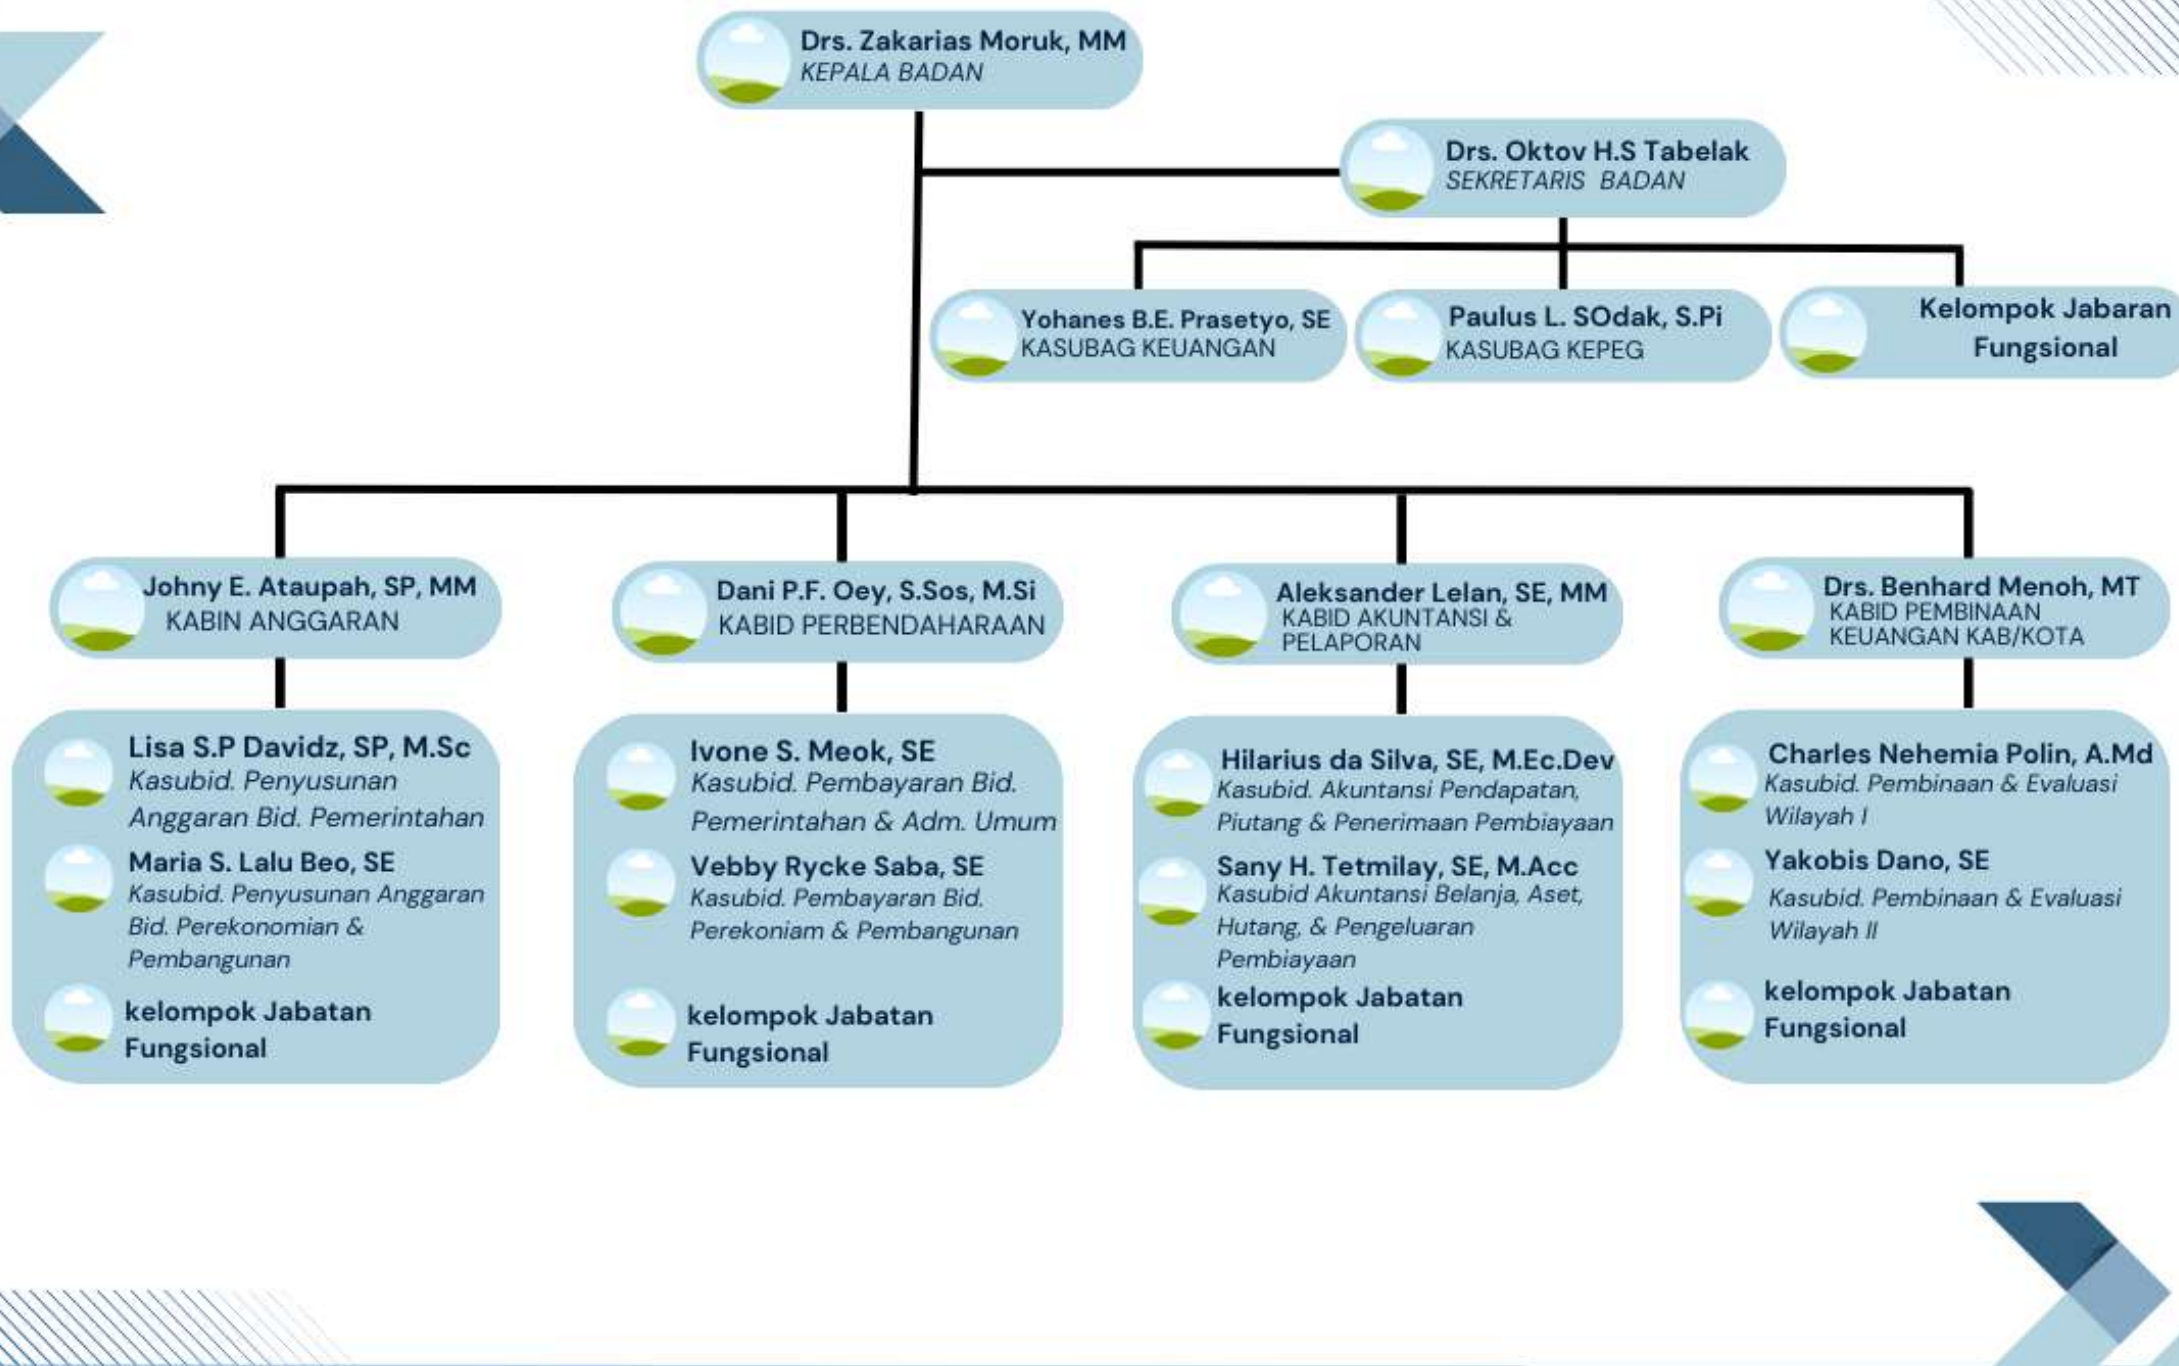 Drs. Zakarias Moruk, MM
KEPALA BADAN
Drs. Oktov H.S Tabelak
SEKRETARIS BADAN
Yohanes B.E. Prasetyo, SE
KASUBAG KEUANGAN
Paulus L. SOdak, S.Pi
KASUBAG KEPEG
Kelompok Jabaran
Fungsional
Johny E. Ataupah, SP, MM
KABIN ANGGARAN
Dani P.F. Oey, S.Sos, M.Si
KABID PERBENDAHARAAN
Aleksander Lelan, SE, MM
KABID AKUNTANSI &
PELAPORAN
Drs. Benhard Menoh, MT
KABID PEMBINAAN
KEUANGAN KAB/KOTA
Lisa S.P Davidz, SP, M.Sc
Kasubid. Penyusunan
Anggaran Bid. Pemerintahan
Maria S. Lalu Beo, SE
Kasubid. Penyusunan Anggaran
Bid. Perekonomian &
Pembangunan
kelompok Jabatan
Fungsional
Ivone S. Meok, SE
Kasubid. Pembayaran Bid.
Pemerintahan & Adm. Umum
Vebby Rycke Saba, SE
Kasubid. Pembayaran Bid.
Perekoniam & Pembangunan
kelompok Jabatan
Fungsional
Hilarius da Silva, SE, M.Ec.Dev
Kasubid. Akuntansi Pendapatan,
Piutang & Penerimaan Pembiayaan
Sany H. Tetmilay, SE, M.Acc
Kasubid Akuntansi Belanja, Aset,
Hutang, & Pengeluaran
Pembiayaan
kelompok Jabatan
Fungsional
Charles Nehemia Polin, A.Md
Kasubid. Pembinaan & Evaluasi
Wilayah I
Yakobis Dano, SE
Kasubid. Pembinaan & Evaluasi
Wilayah II
kelompok Jabatan
Fungsional